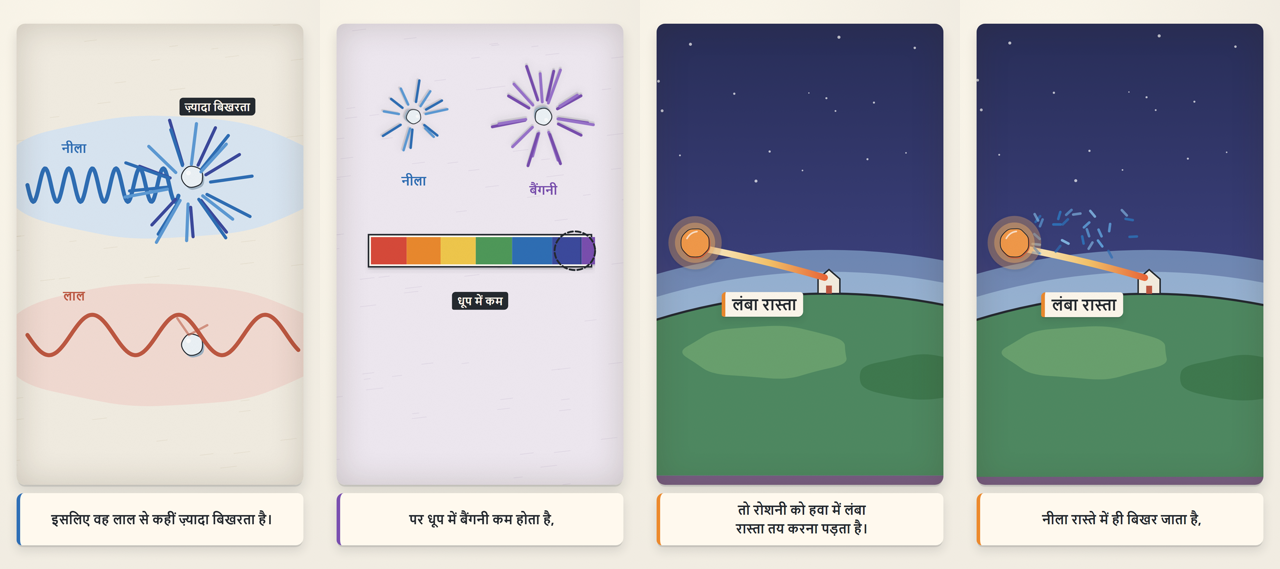 ज़्यादा बिखरता
नीला
लाल
इसलिए वह लाल से कहीं ज़्यादा बिखरता है।
नीला
बैंगनी
धूप में कम
पर धूप में बैंगनी कम होता है,
लंबा रास्ता
तो रोशनी को हवा में लंबा
रास्ता तय करना पड़ता है।
लंबा रास्ता
नीला रास्ते में ही बिखर जाता है,